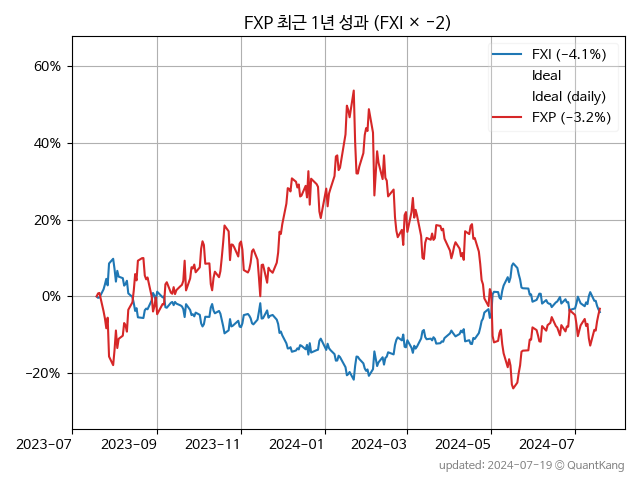 FXP 최근 1년 성과 (FXI × −2)
FXI (−4.1%)
Ideal
Ideal (daily)
FXP (−3.2%)
60%
40%
20%
0%
−20%
2023-07
2023-09
2023-11
2024-01
2024-03
2024-05
2024-07
updated: 2024-07-19 @ QuantKang